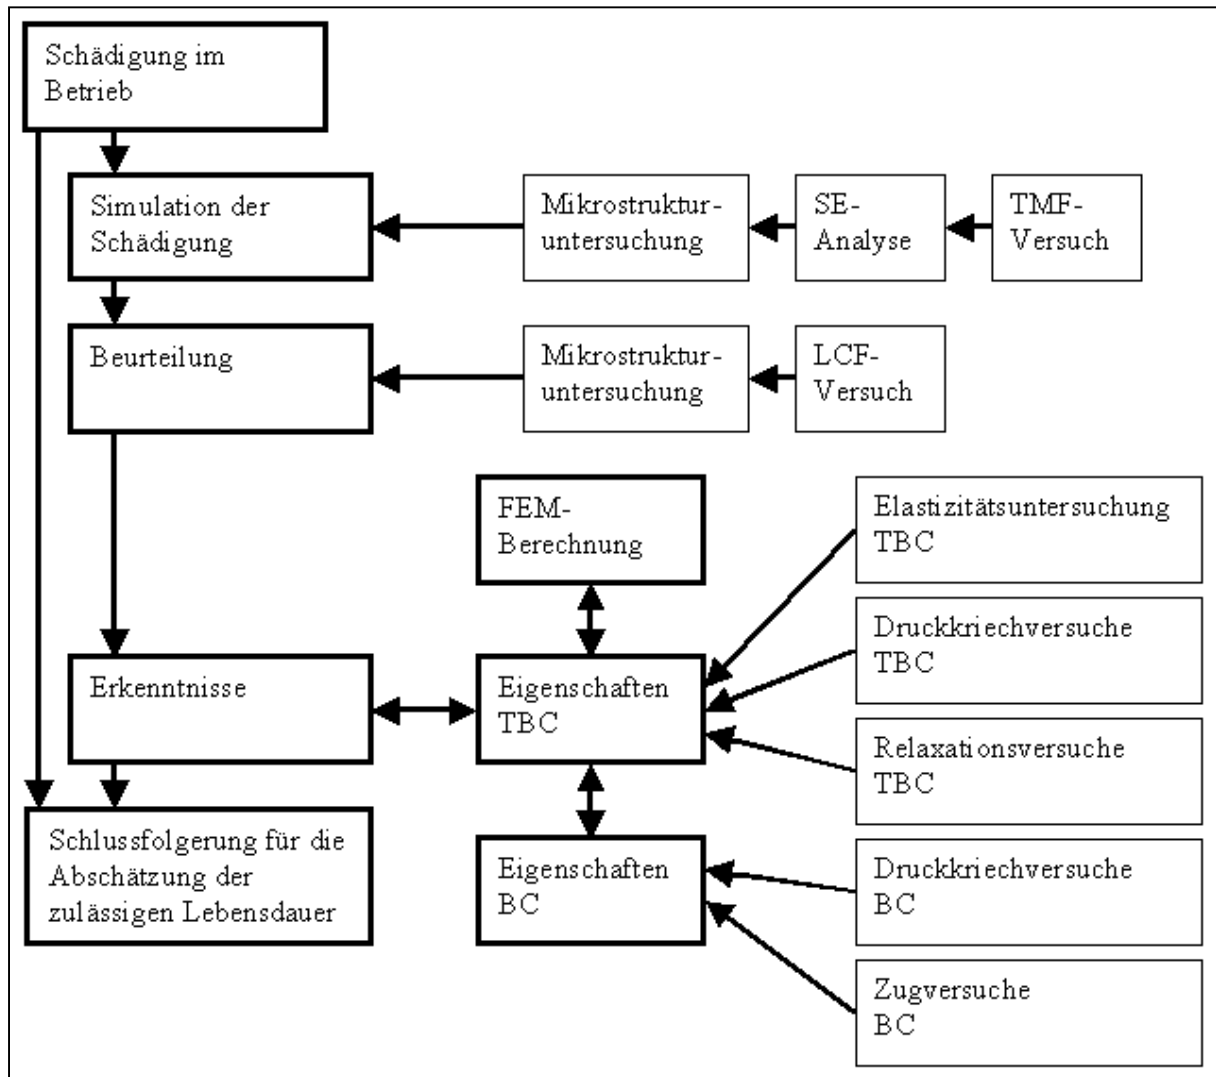 Schädigung im
Betrieb
Simulation der
Schädigung
Mikrostruktur-
untersuchung
SE-
Analyse
TMF-
Versuch
Beurteilung
Mikrostruktur-
untersuchung
LCF-
Versuch
FEM-
Berechnung
Elastizitätsuntersuchung
TBC
Druckkriechversuche
TBC
Erkenntnisse
Eigenschaften
TBC
Relaxationsversuche
TBC
Schlussfolgerung für die
Abschätzung der
zulässigen Lebensdauer
Eigenschaften
BC
Druckkriechversuche
BC
Zugversuche
BC